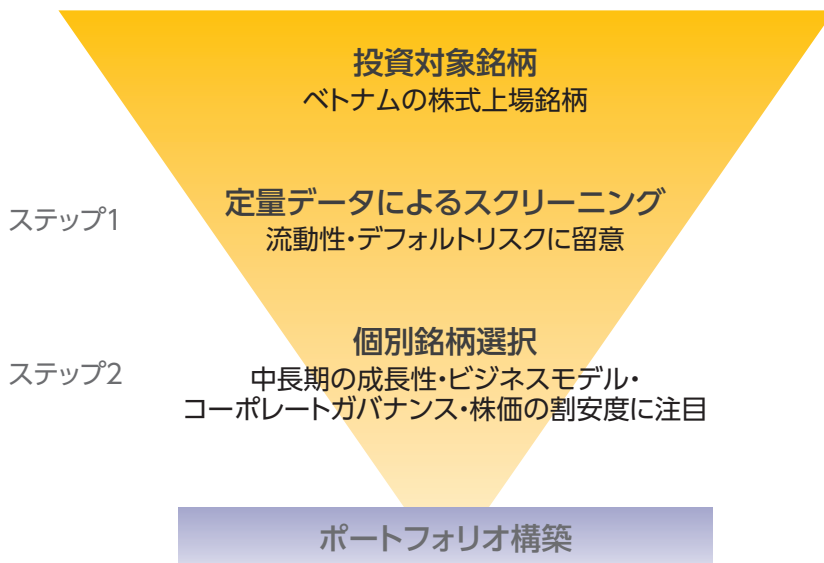 投資対象銘柄
ベトナムの株式上場銘柄
ステップ1
定量データによるスクリーニング
流動性・デフォルトリスクに留意
ステップ2
個別銘柄選択
中長期の成長性・ビジネスモデル・
コーポレートガバナンス・株価の割安度に注目
ポートフォリオ構築